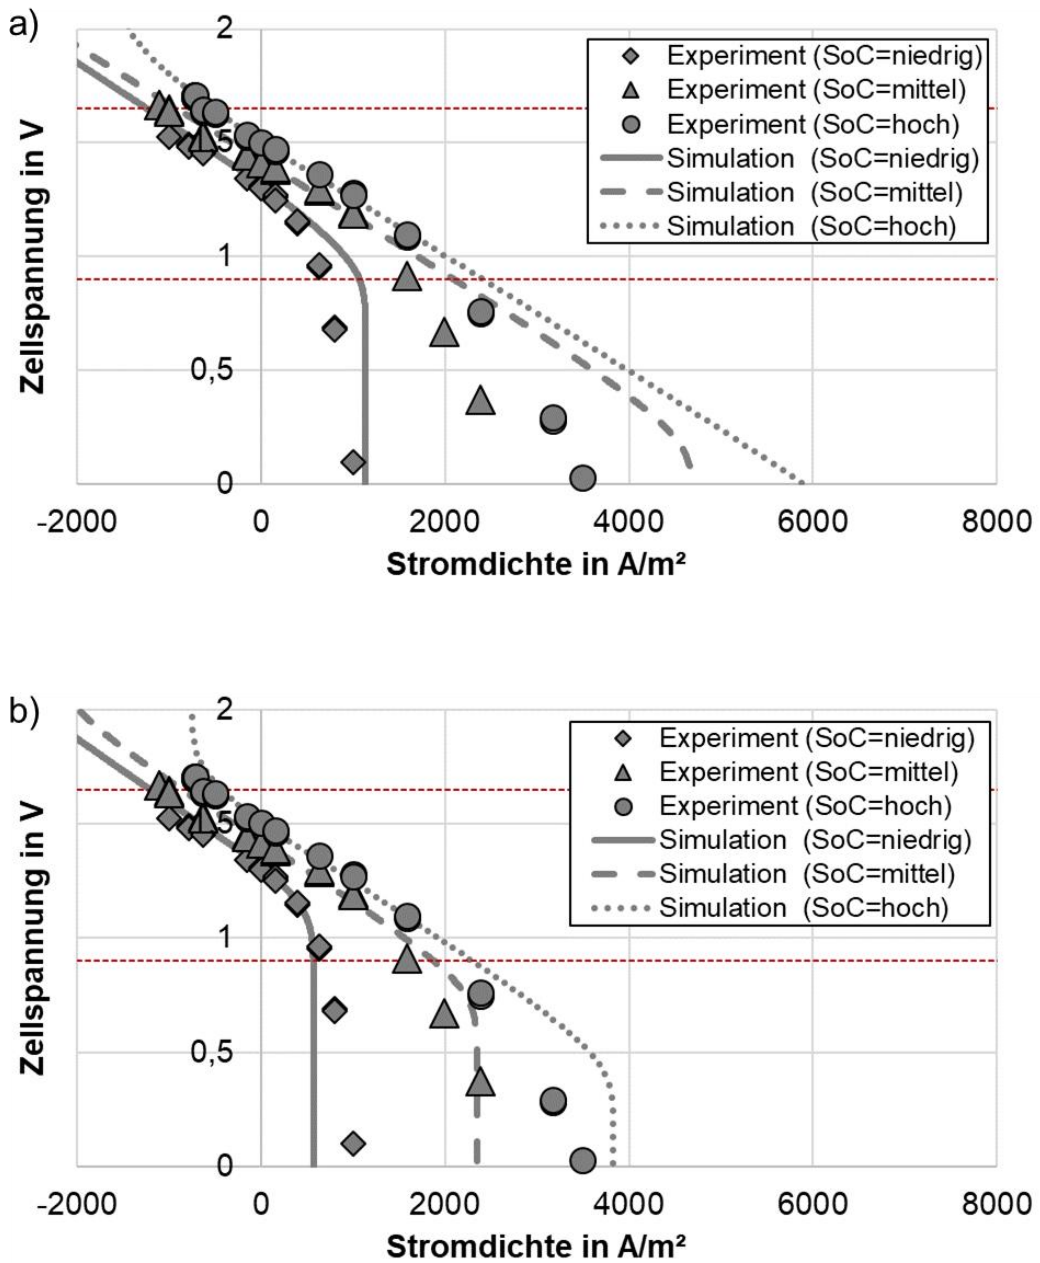 a)
Zellspannung in V
2
5
1
0,5
0
-2000 0 2000 4000 6000 8000
Stromdichte in A/m²
Experiment (SoC=niedrig)
Experiment (SoC=mittel)
Experiment (SoC=hoch)
Simulation (SoC=niedrig)
Simulation (SoC=mittel)
Simulation (SoC=hoch)
b)
Zellspannung in V
2
5
1
0,5
0
-2000 0 2000 4000 6000 8000
Stromdichte in A/m²
Experiment (SoC=niedrig)
Experiment (SoC=mittel)
Experiment (SoC=hoch)
Simulation (SoC=niedrig)
Simulation (SoC=mittel)
Simulation (SoC=hoch)